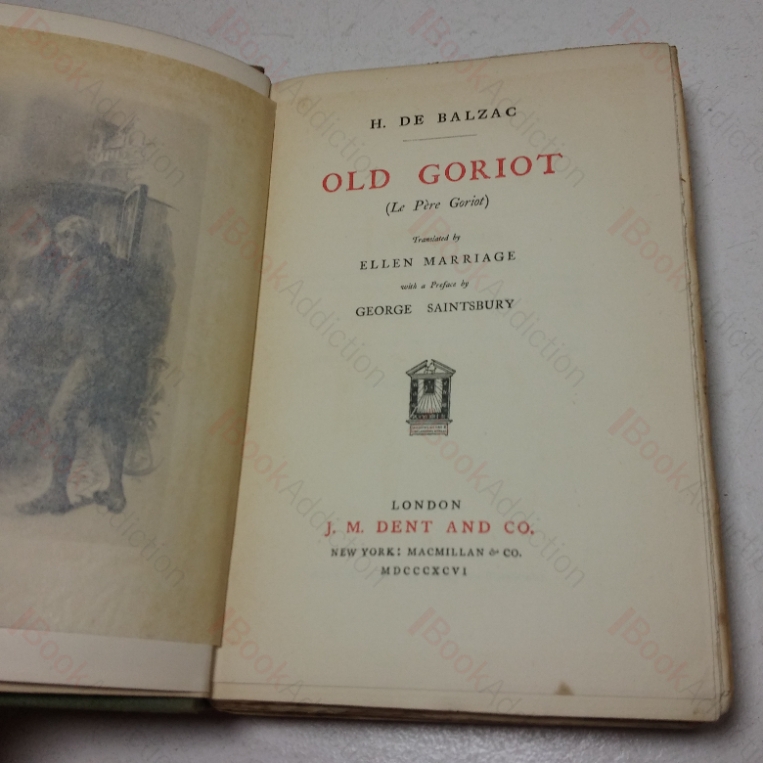 H. DE BALZAC
OLD GORIOT
(Le Père Goriot)
Translated by
ELLEN MARRIAGE
with a Preface by
GEORGE SAINTSBURY
LONDON
J. M. DENT AND CO.
NEW YORK: MACMILLAN & CO.
MDCCCXCVI
BookAddiction